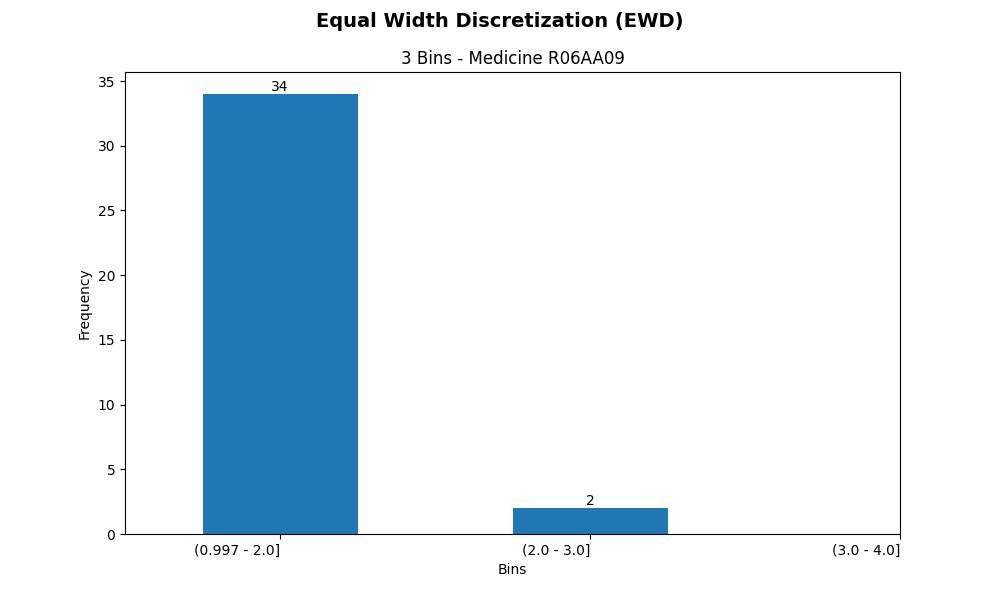 Equal Width Discretization (EWD)
3 Bins - Medicine R06AA09
35
34
30
25
20
15
10
5
2
0
Frequency
(0.997 - 2.0]
(2.0 - 3.0]
(3.0 - 4.0]
Bins